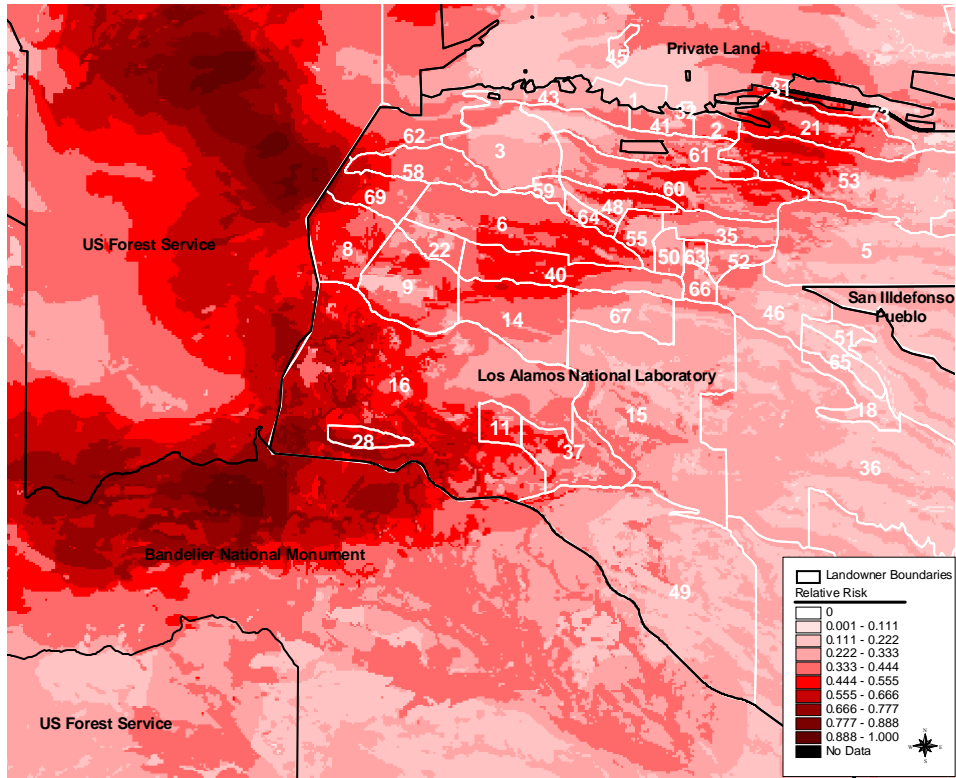 Private Land
45
31
43
1
32
3
41
2
21
62
3
61
53
58
59
60
69
48
64
6
55
35
8
22
50
63
52
5
US Forest Service
40
9
66
San Illdefonso
Pueblo
14
67
46
51
65
Los Alamos National Laboratory
16
18
15
11
28
37
36
Bandelier National Monument
49
US Forest Service
Landowner Boundaries
Relative Risk
0
0.001 - 0.111
0.111 - 0.222
0.222 - 0.333
0.333 - 0.444
0.444 - 0.555
0.555 - 0.666
0.666 - 0.777
0.777 - 0.888
0.888 - 1.000
No Data
N
W E
S